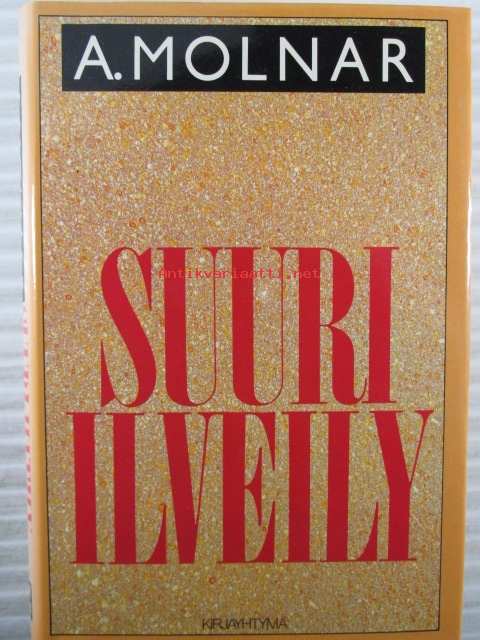 A. MOLNAR
SUURI
Antikvariaatti.net
ILVEILY
KIRJAYHTYMÄ